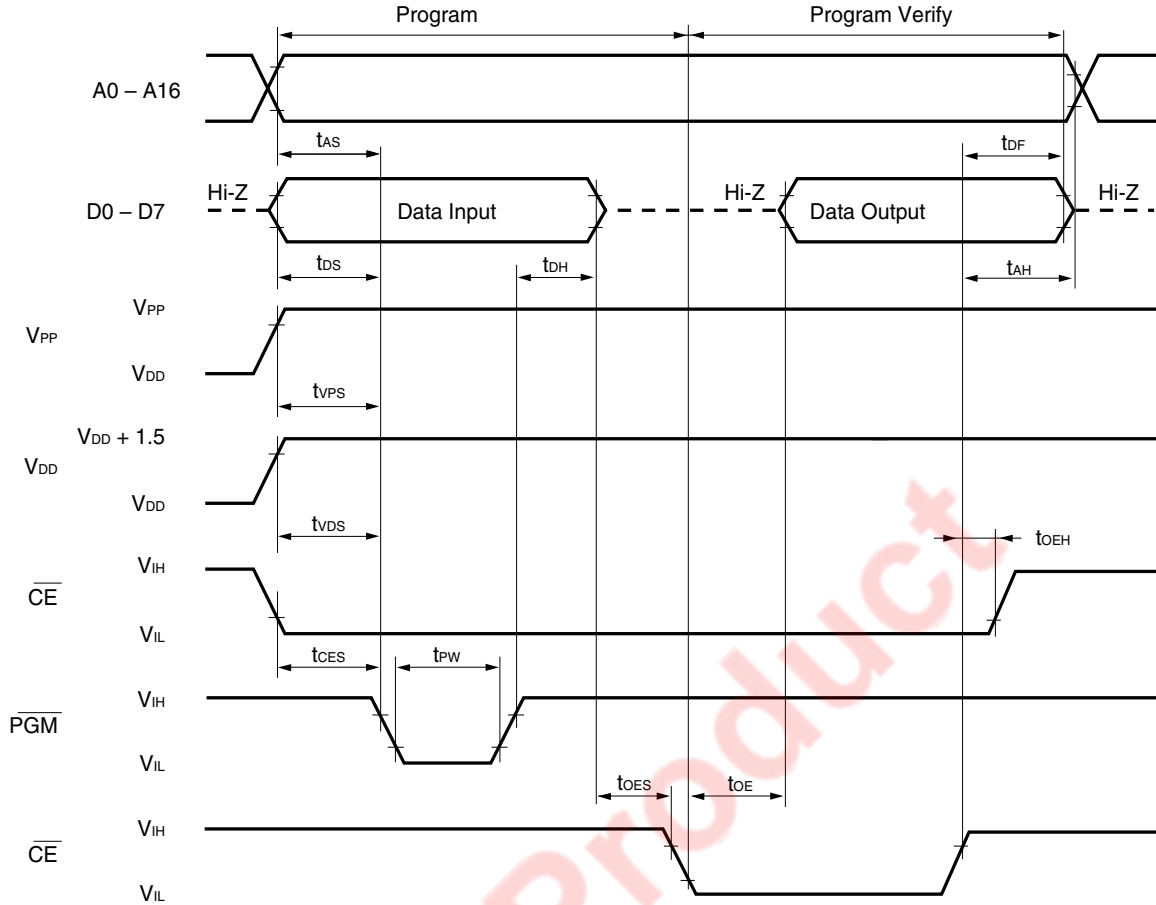 Program
Program Verify
A0 – A16
tAS
tDF
Hi-Z
Hi-Z
Hi-Z
D0 – D7
Data Input
Data Output
tDS
tDH
tAH
VPP
VPP
VDD
tVPS
VDD + 1.5
VDD
VDD
tVDS
tOEH
VIH
CE
VIL
tCES
tPW
VIH
PGM
VIL
tOES
tOE
VIH
CE
VIL
Product